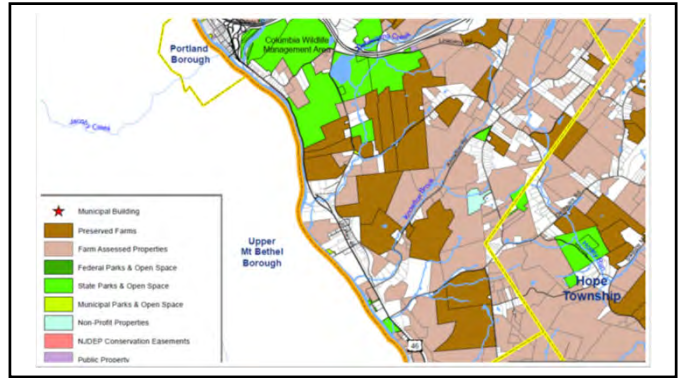 Portland
Borough
Columbia Wildlife
Management Area
Upper
Mt Bethel
Borough
Hope
Township
46
Municipal Building
Preserved Farms
Farm Assessed Properties
Federal Parks & Open Space
State Parks & Open Space
Municipal Parks & Open Space
Non-Profit Properties
NJDEP Conservation Easements
Public Property